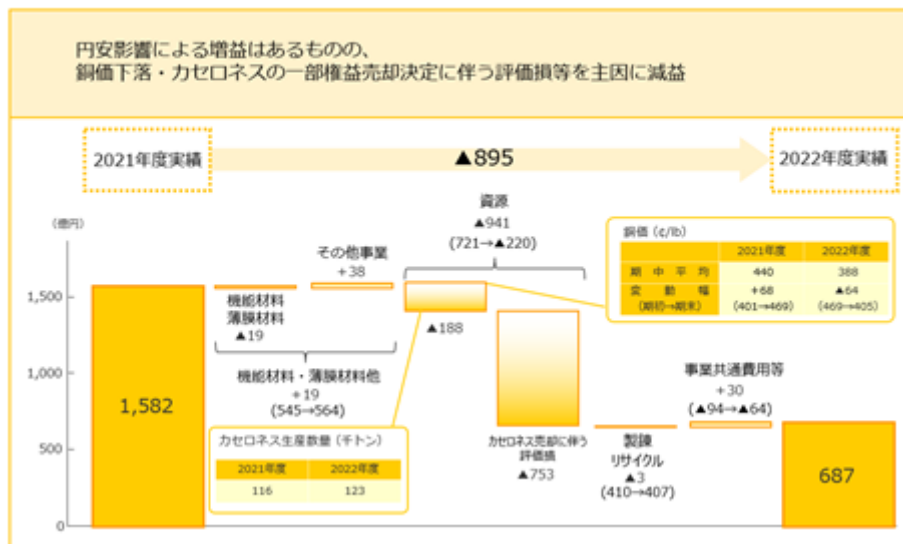 円安影響による増益はあるものの、
銅価下落・カセロネスの一部権益売却決定に伴う評価損等を主因に減益
2021年度実績
▲895
2022年度実績
(億円)
資源
▲941
(721→▲220)
銅価 (¢/lb)
2021年度 2022年度
期中平均 440 388
変動幅 +68 ▲64
(期初→期末) (401→469) (469→405)
その他事業
+38
機能材料
薄膜材料
▲19
▲188
機能材料・薄膜材料他
+19
(545→564)
カセロネス生産数量 (千トン)
2021年度 2022年度
116 123
カセロネス売却に伴う
評価損
▲753
製錬
リサイクル
▲3
(410→407)
事業共通費用等
+30
(▲94→▲64)
1,500
1,000
500
0
1,582
687